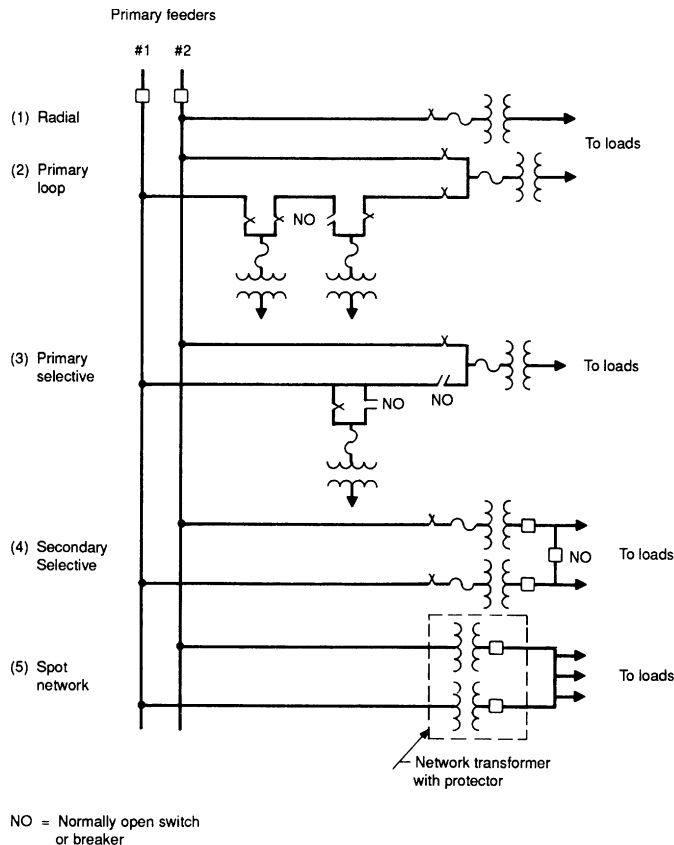 Primary feeders
#1 #2
(1) Radial
To loads
(2) Primary
loop
NO
(3) Primary
selective
To loads
NO
NO
(4) Secondary
Selective
NO
To loads
(5) Spot
network
To loads
Network transformer
with protector
NO = Normally open switch
or breaker